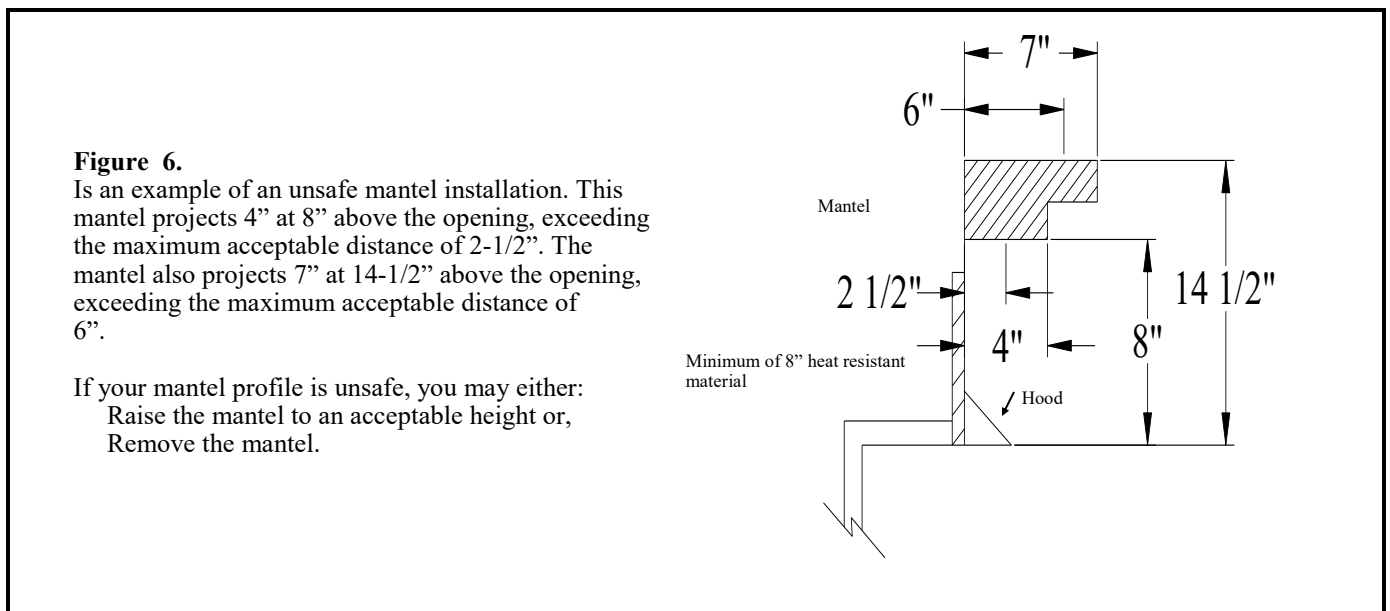 Figure 6.
Is an example of an unsafe mantel installation. This
mantel projects 4” at 8” above the opening, exceeding
the maximum acceptable distance of 2-1/2”. The
mantel also projects 7” at 14-1/2” above the opening,
exceeding the maximum acceptable distance of
6”.
If your mantel profile is unsafe, you may either:
Raise the mantel to an acceptable height or,
Remove the mantel.
7"
6"
Mantel
2 1/2"
14 1/2"
4"
8"
Minimum of 8” heat resistant
material
Hood